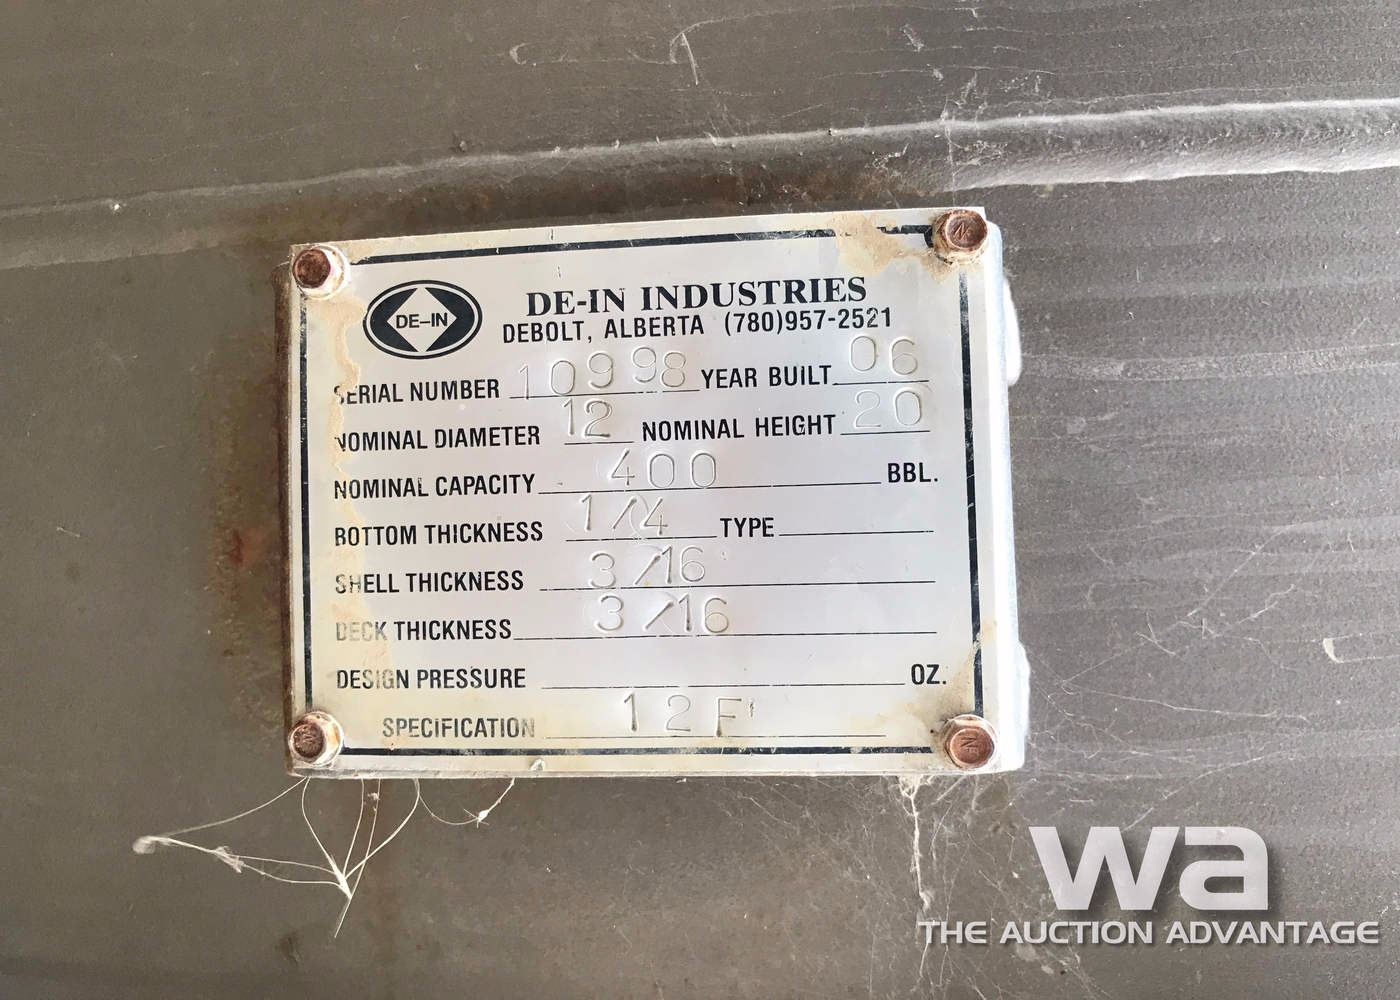 DE-IN
DE-IN INDUSTRIES
DEBOLT, ALBERTA (780)957-2521
SERIAL NUMBER 10998 YEAR BUILT 06
NOMINAL DIAMETER 12 NOMINAL HEIGHT 20
NOMINAL CAPACITY 400 BBL.
BOTTOM THICKNESS 1/4 TYPE
SHELL THICKNESS 3/16
DECK THICKNESS 3/16
DESIGN PRESSURE OZ.
SPECIFICATION 12F
wa
THE AUCTION ADVANTAGE